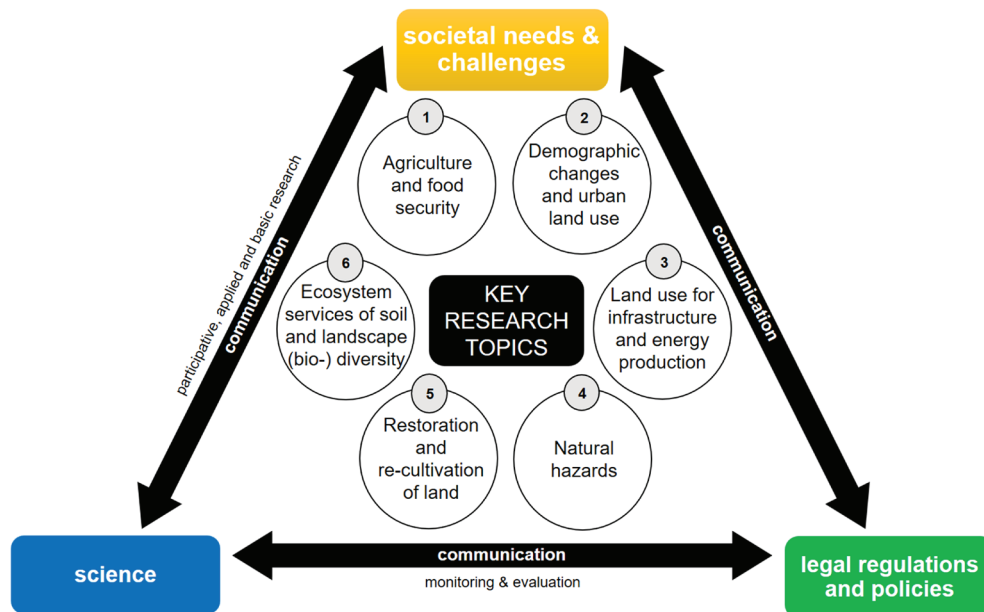 societal needs &
challenges
1
Agriculture
and food
security
2
Demographic
changes
and urban
land use
3
Land use for
infrastructure
and energy
production
4
Natural
hazards
5
Restoration
and
re-cultivation
of land
6
Ecosystem
services of soil
and landscape
(bio-) diversity
KEY
RESEARCH
TOPICS
participative, applied and basic research
communication
communication
science
communication
monitoring & evaluation
legal regulations
and policies